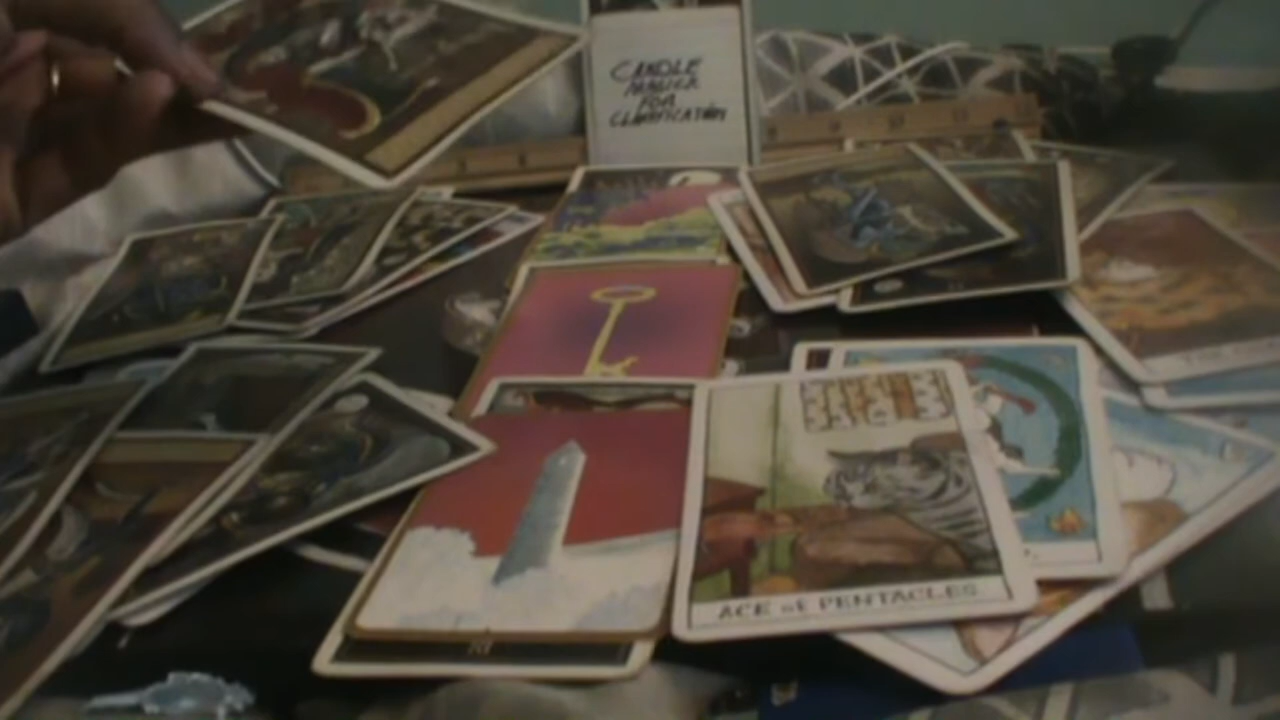 CANDLE
MAGICK
FOR
CLARIFICATION
ACE OF PENTACLES